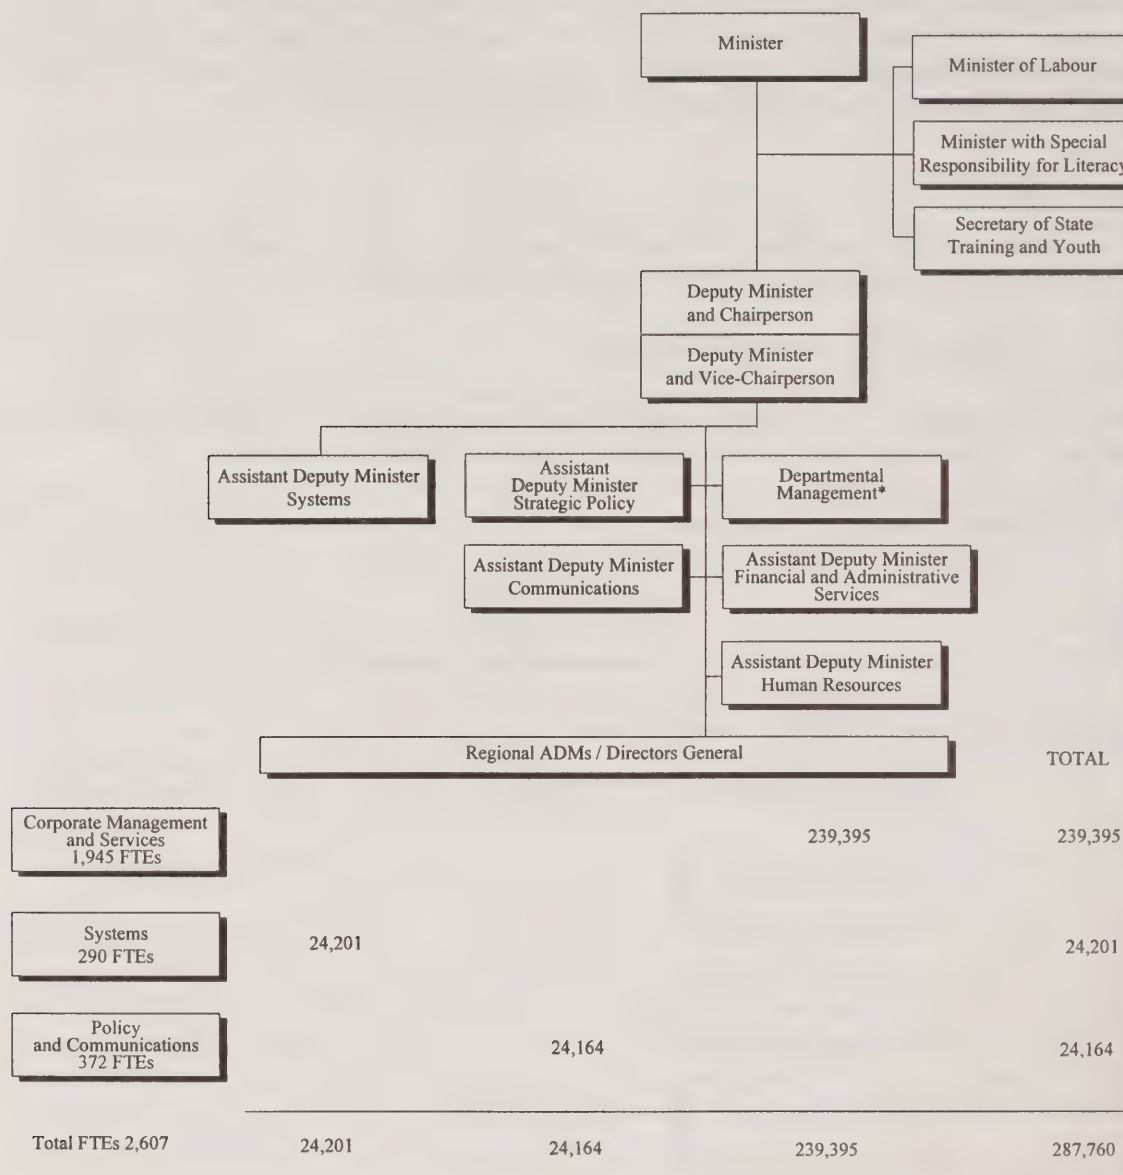 Minister
Minister of Labour
Minister with Special
Responsibility for Literacy
Secretary of State
Training and Youth
Deputy Minister
and Chairperson
Deputy Minister
and Vice-Chairperson
Assistant Deputy Minister
Systems
Assistant
Deputy Minister
Strategic Policy
Departmental
Management*
Assistant Deputy Minister
Communications
Assistant Deputy Minister
Financial and Administrative
Services
Assistant Deputy Minister
Human Resources
Regional ADMs / Directors General
TOTAL
Corporate Management
and Services
1,945 FTEs
239,395 239,395
Systems
290 FTEs
24,201 24,201
Policy
and Communications
372 FTEs
24,164 24,164
Total FTEs 2,607 24,201 24,164 239,395 287,760